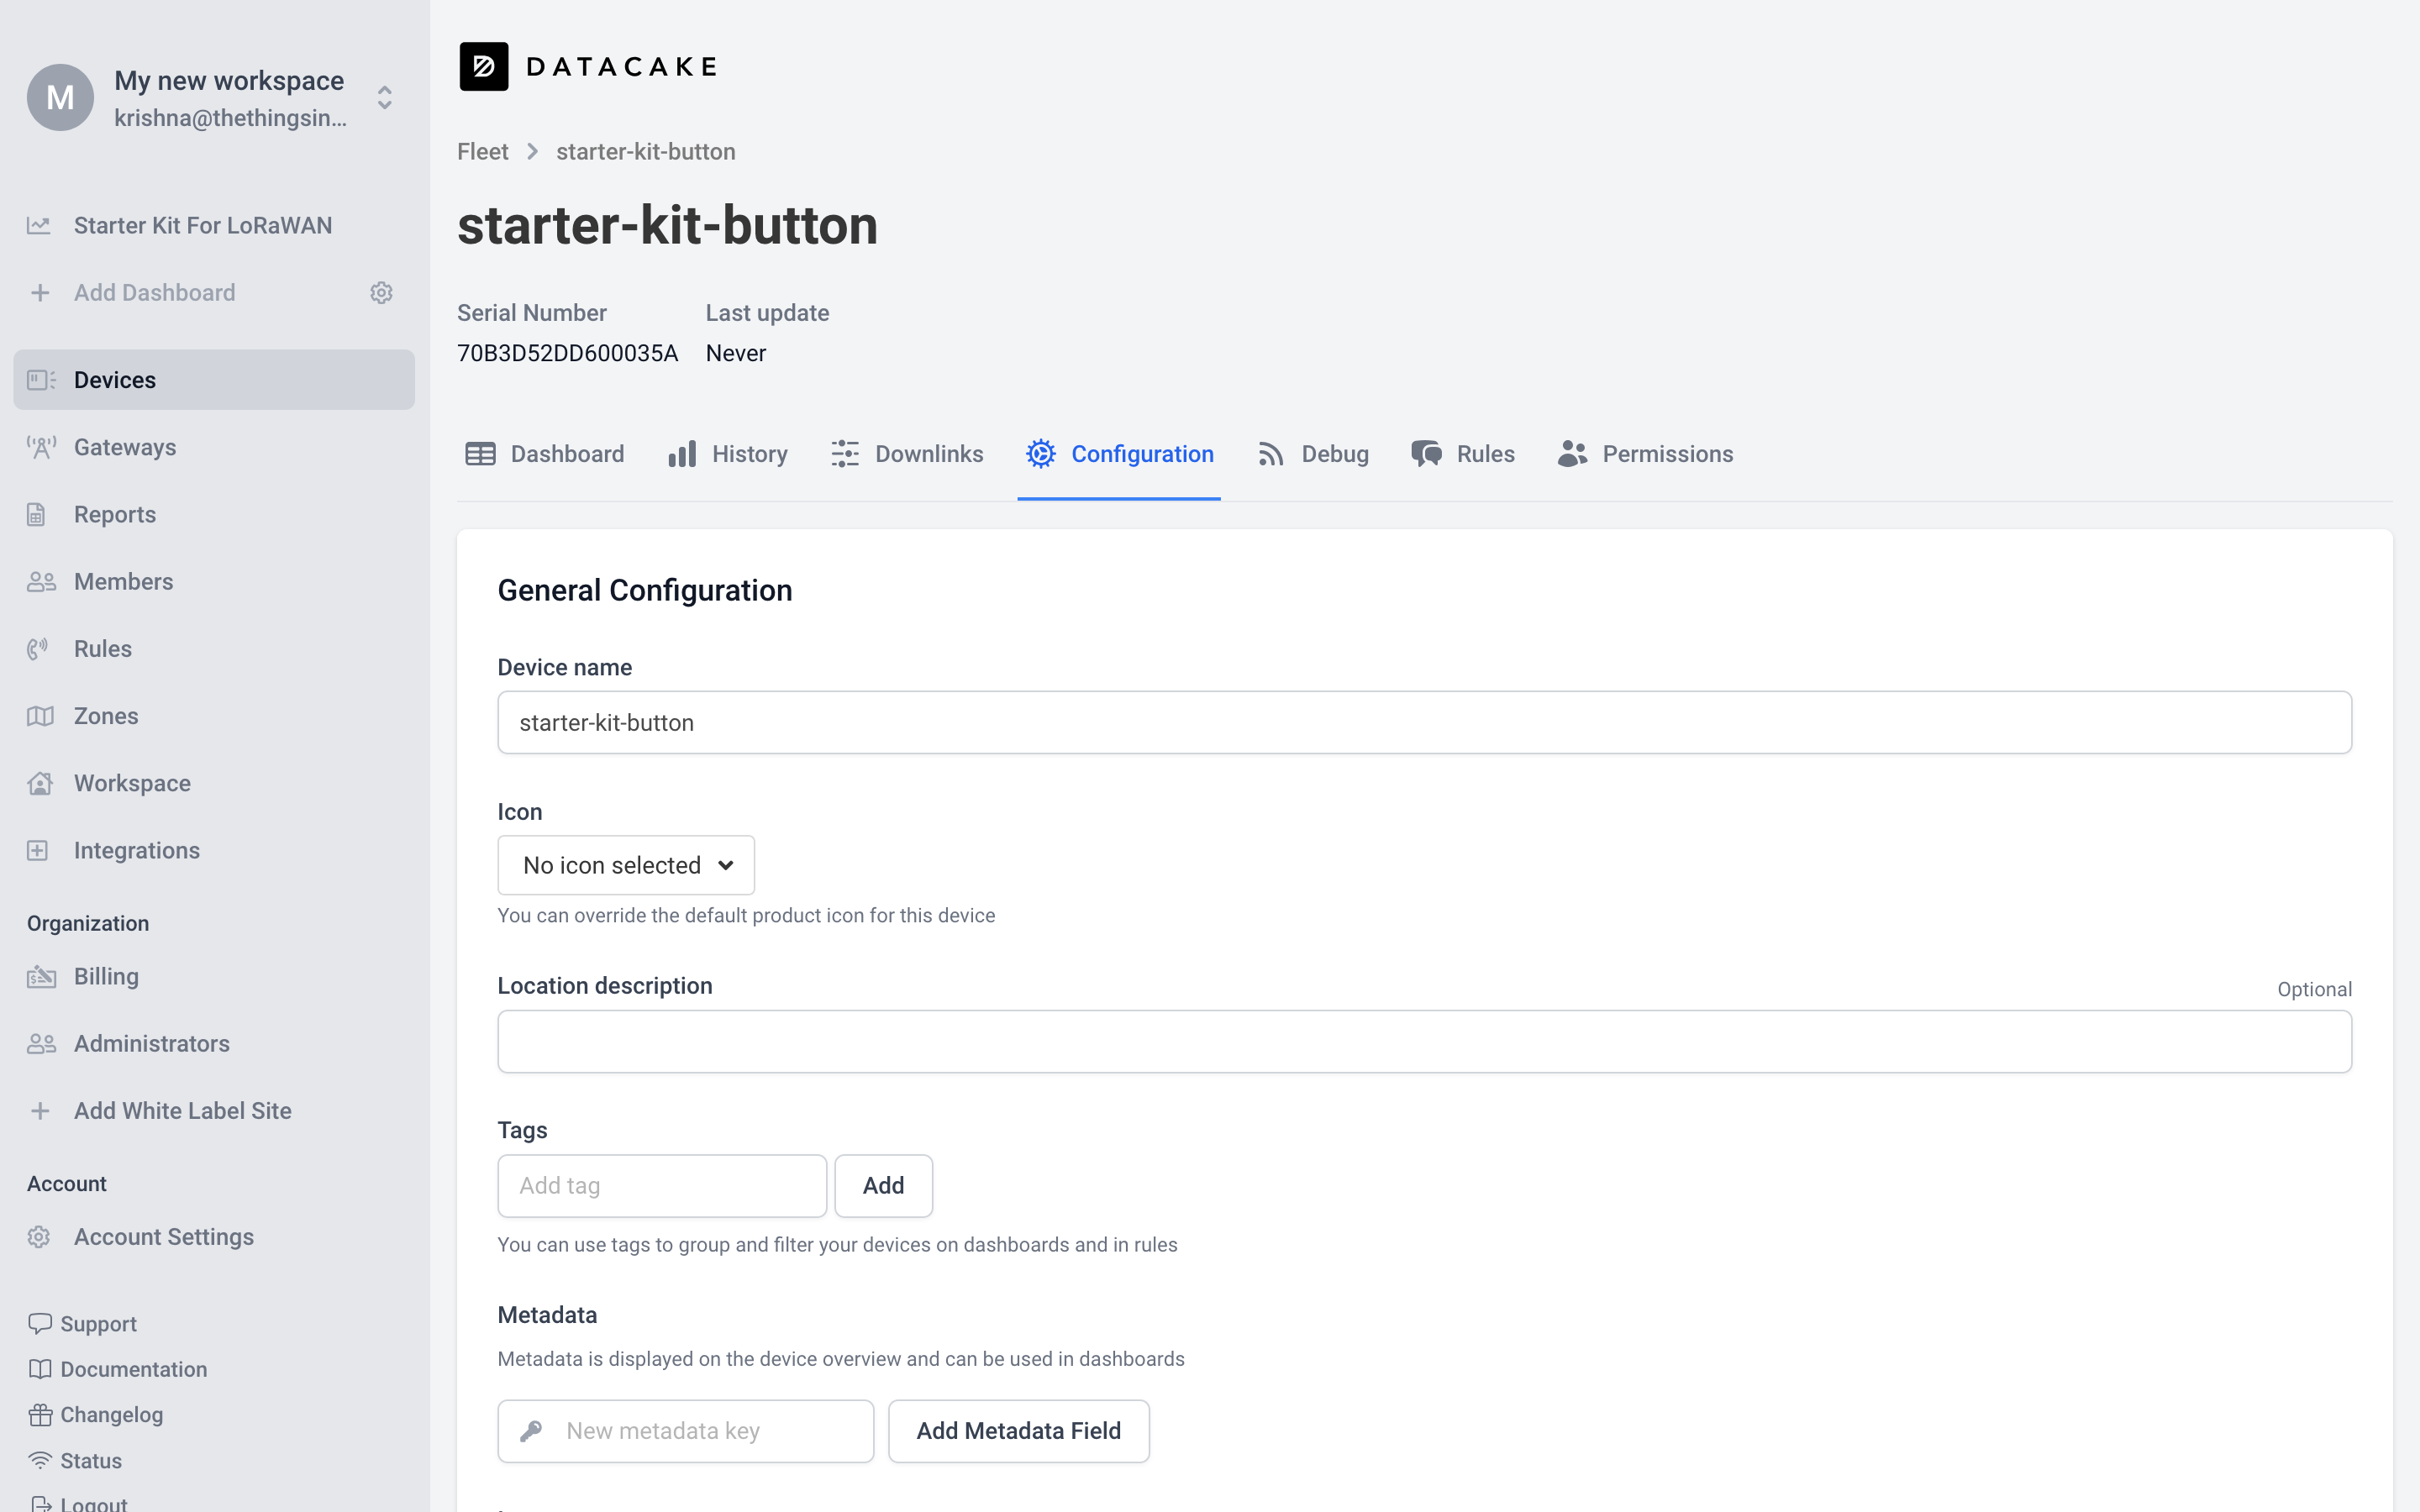 M
My new workspace
krishna@thethingsin...
Starter Kit For LoRaWAN
Add Dashboard
Devices
Gateways
Reports
Members
Rules
Zones
Workspace
Integrations
Organization
Billing
Administrators
Add White Label Site
Account
Account Settings
Support
Documentation
Changelog
Status
Logout
DATACAKE
Fleet > starter-kit-button
starter-kit-button
Serial Number Last update
70B3D52DD600035A Never
Dashboard History Downlinks Configuration Debug Rules Permissions
General Configuration
Device name
starter-kit-button
Icon
No icon selected
You can override the default product icon for this device
Location description Optional
Tags
Add tag Add
You can use tags to group and filter your devices on dashboards and in rules
Metadata
Metadata is displayed on the device overview and can be used in dashboards
New metadata key Add Metadata Field